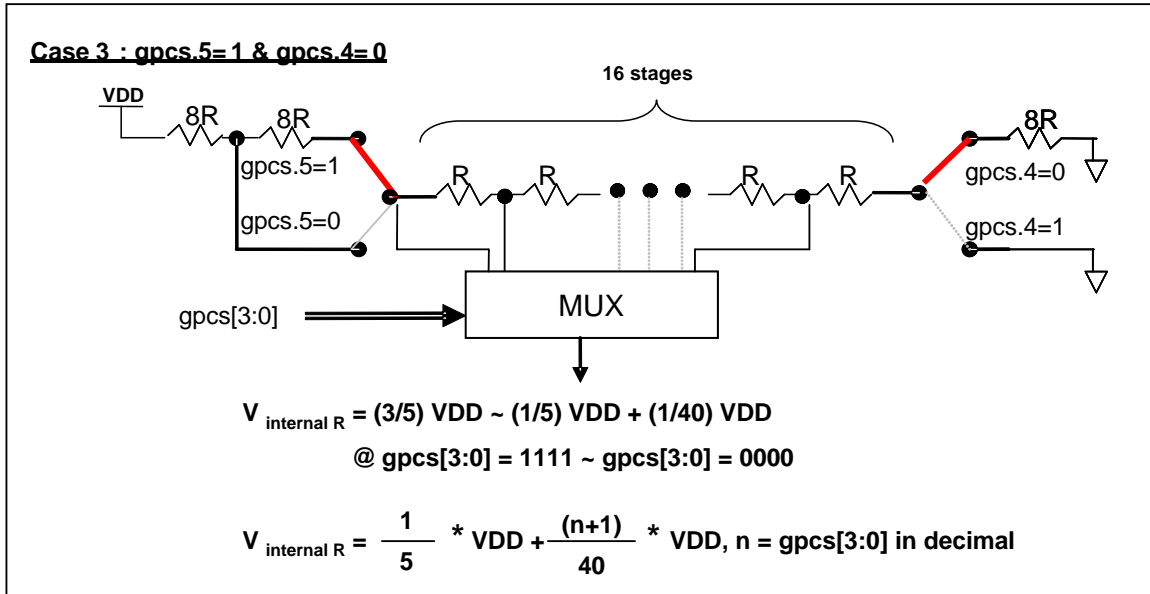 Case 3 : gpcs.5=1 & gpcs.4=0
16 stages
VDD
8R
8R
8R
gpcs.5=1
gpcs.4=0
R
R
R
R
gpcs.5=0
gpcs.4=1
MUX
gpcs[3:0]
V internal R = (3/5) VDD ~ (1/5) VDD + (1/40) VDD
@ gpcs[3:0] = 1111 ~ gpcs[3:0] = 0000
V internal R = 1/5 * VDD + (n+1)/40 * VDD, n = gpcs[3:0] in decimal